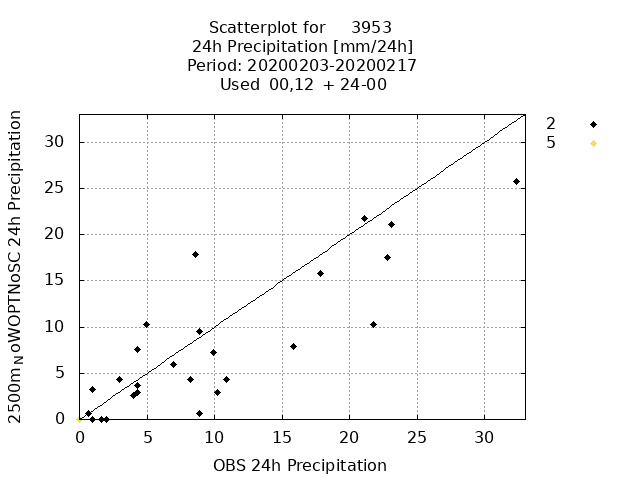 Scatterplot for 3953
24h Precipitation [mm/24h]
Period: 20200203-20200217
Used 00,12 + 24-00
2
5
2500m_NoWOPTNoSC 24h Precipitation
30
25
20
15
10
5
0
0 5 10 15 20 25 30
OBS 24h Precipitation